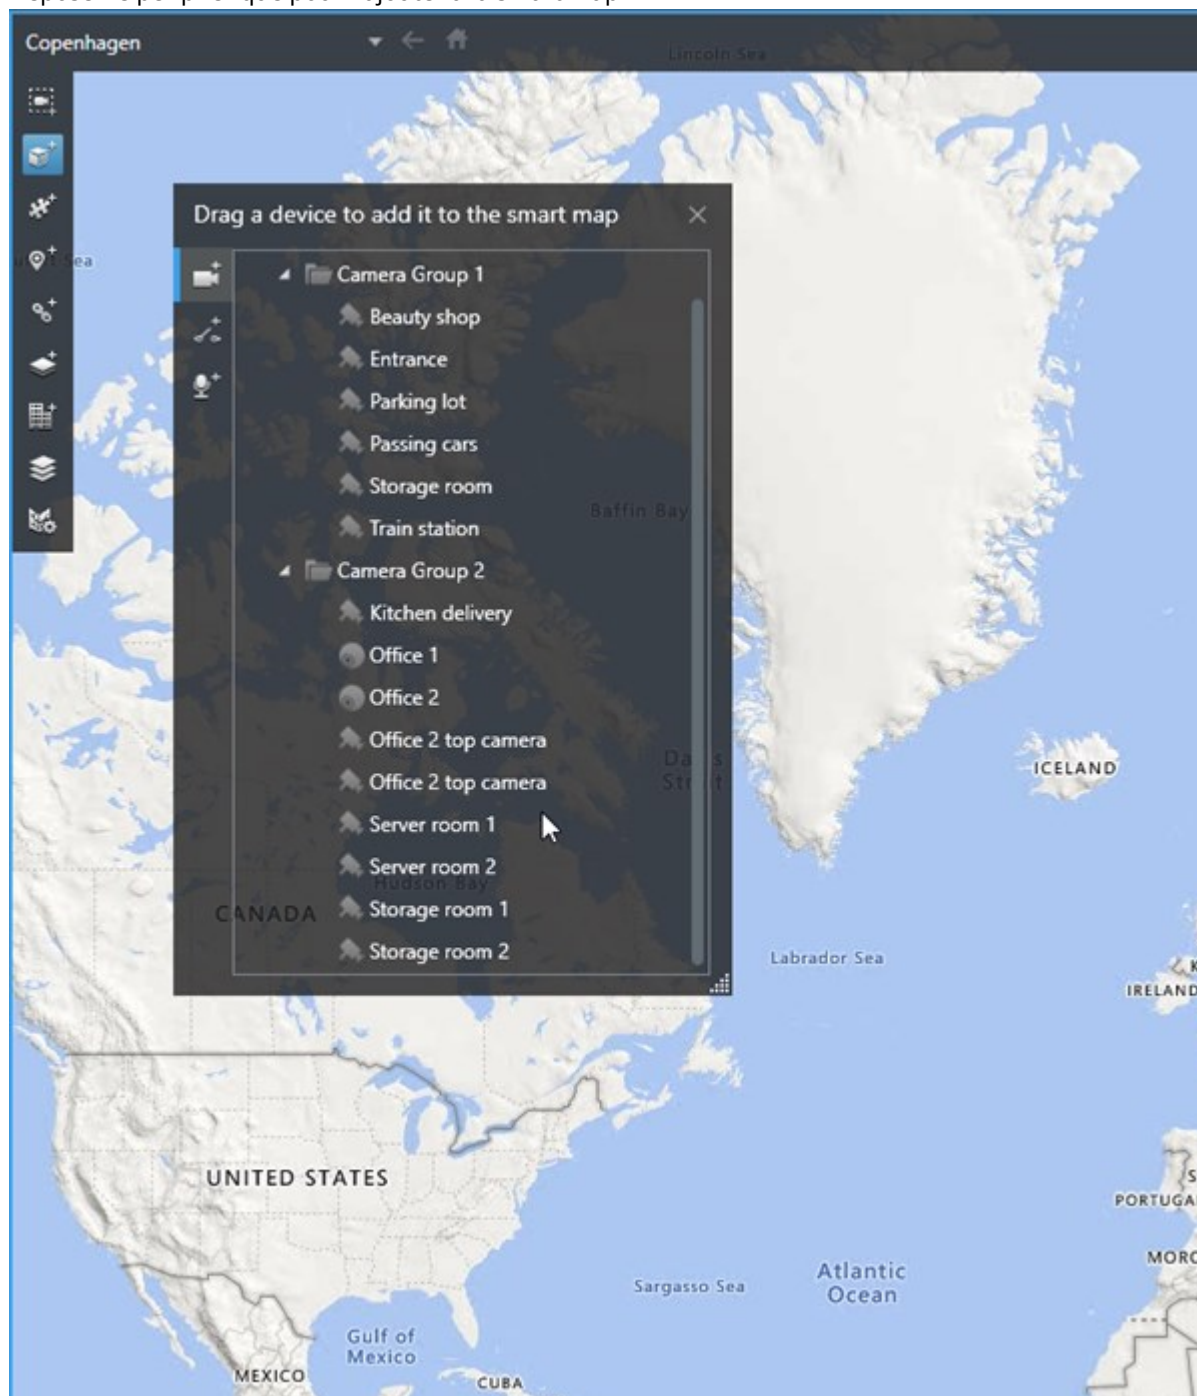 Copenhagen
Lincoln Sea
Drag a device to add it to the smart map
Sea
Camera Group 1
Beauty shop
Entrance
Parking lot
Passing cars
Storage room
Baffin Bay
Train station
Camera Group 2
Kitchen delivery
Office 1
Office 2
Office 2 top camera
Office 2 top camera
ICELAND
Server room 1
Server room 2
Hudson Bay
CANADA
Storage room 1
Storage room 2
Labrador Sea
IRELAND
UNITED STATES
PORTUGA
MORO
Atlantic
Ocean
Sargasso Sea
Gulf of
Mexico
MEXICO
CUBA